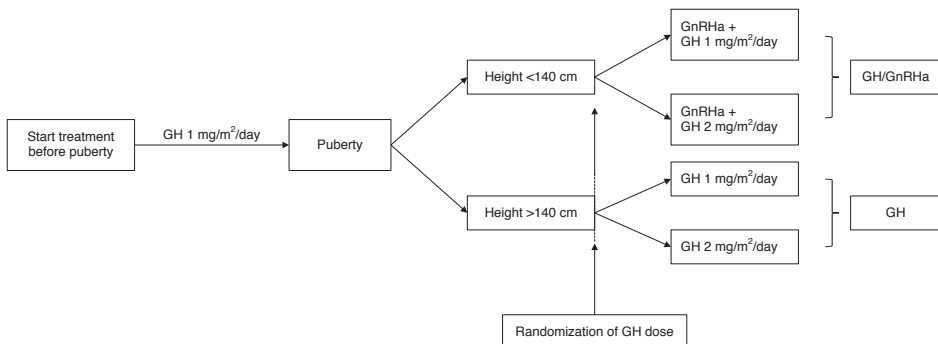 Start treatment
before puberty
GH 1 mg/m²/day
Puberty
Height <140 cm
Height >140 cm
GnRHa +
GH 1 mg/m²/day
GnRHa +
GH 2 mg/m²/day
GH 1 mg/m²/day
GH 2 mg/m²/day
GH/GnRHa
GH
Randomization of GH dose